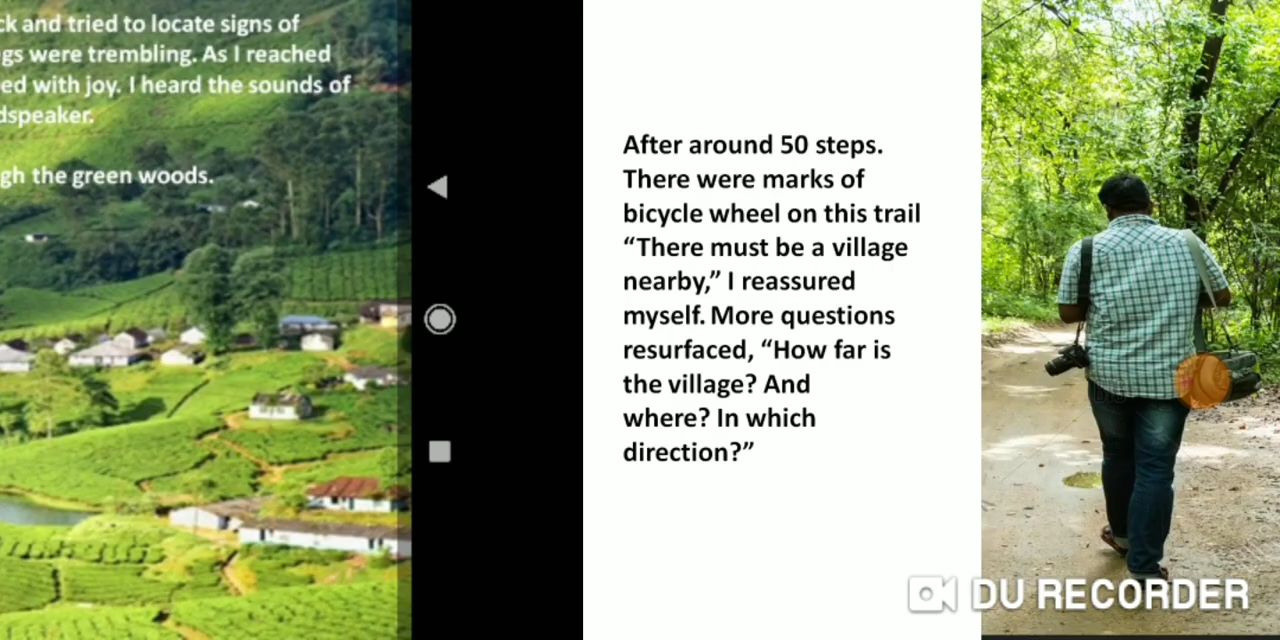 ck and tried to locate signs of
gs were trembling. As I reached
ed with joy. I heard the sounds of
dspeaker.
gh the green woods.
After around 50 steps.
There were marks of
bicycle wheel on this trail
“There must be a village
nearby,” I reassured
myself. More questions
resurfaced, “How far is
the village? And
where? In which
direction?”
DU RECORDER